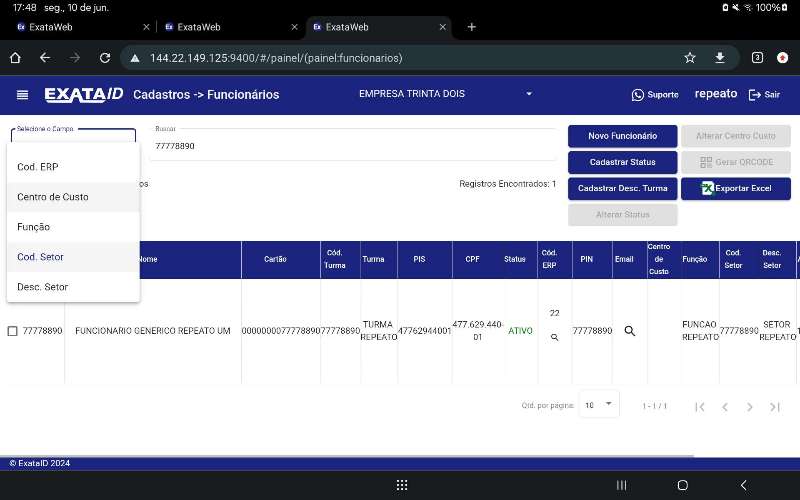 17:48 seg., 10 de jun.
100%
ExataWeb
ExataWeb
ExataWeb
144.22.149.125:9400/#/painel/(painel:funcionarios)
3
EXATAID
Cadastros -> Funcionários
EMPRESA TRINTA DOIS
Suporte
repeato
Sair
Selecione o Campo
Buscar
77778890
Novo Funcionário
Alterar Centro Custo
Cadastrar Status
Gerar QRCODE
Cadastrar Desc. Turma
Exportar Excel
Alterar Status
Cod. ERP
Centro de Custo
Função
Cod. Setor
Desc. Setor
os
Registros Encontrados: 1
Nome
Cartão
Cód. Turma
Turma
PIS
CPF
Status
Cód. ERP
PIN
Email
Centro de Custo
Função
Cod. Setor
Desc. Setor
77778890
FUNCIONARIO GENERICO REPEATO UM
0000000077778890
77778890
TURMA REPEATO
47762944001
477.629.440-01
ATIVO
22
77778890
FUNCAO REPEATO
77778890
SETOR REPEATO
Qtd. por página:
10
1 - 1 / 1
© ExataID 2024